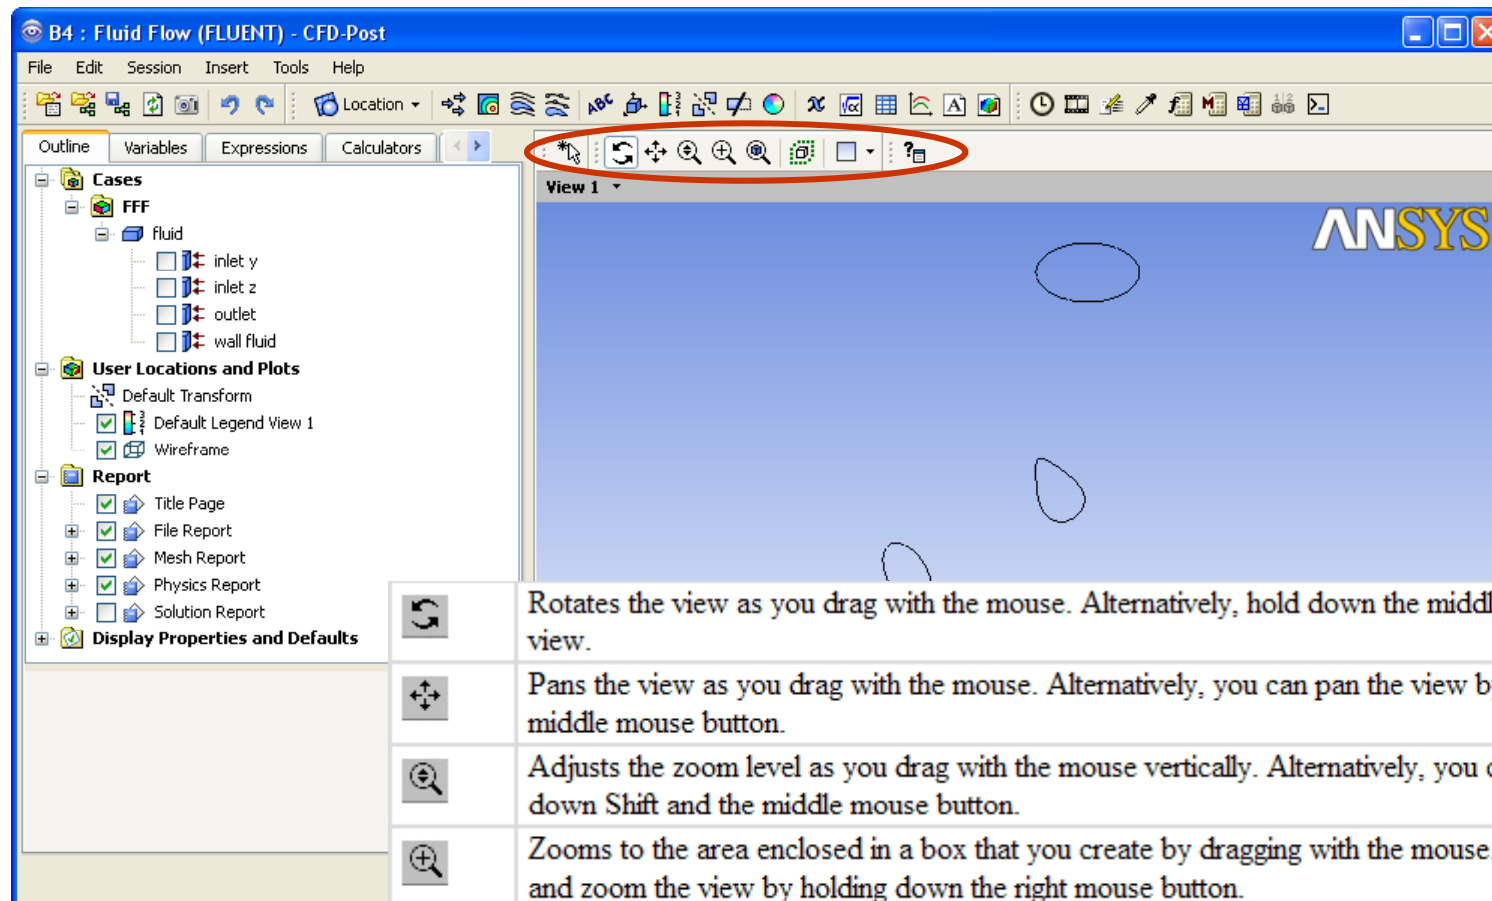 B4 : Fluid Flow (FLUENT) - CFD-Post
File Edit Session Insert Tools Help
Location
Outline Variables Expressions Calculators
View 1
ANSYS
Cases
FFF
fluid
inlet y
inlet z
outlet
wall fluid
User Locations and Plots
Default Transform
Default Legend View 1
Wireframe
Report
Title Page
File Report
Mesh Report
Physics Report
Solution Report
Display Properties and Defaults
Rotates the view as you drag with the mouse. Alternatively, hold down the
view.
Pans the view as you drag with the mouse. Alternatively, you can pan the view
middle mouse button.
Adjusts the zoom level as you drag with the mouse vertically. Alternatively, you
down Shift and the middle mouse button.
Zooms to the area enclosed in a box that you create by dragging with the mouse.
and zoom the view by holding down the right mouse button.